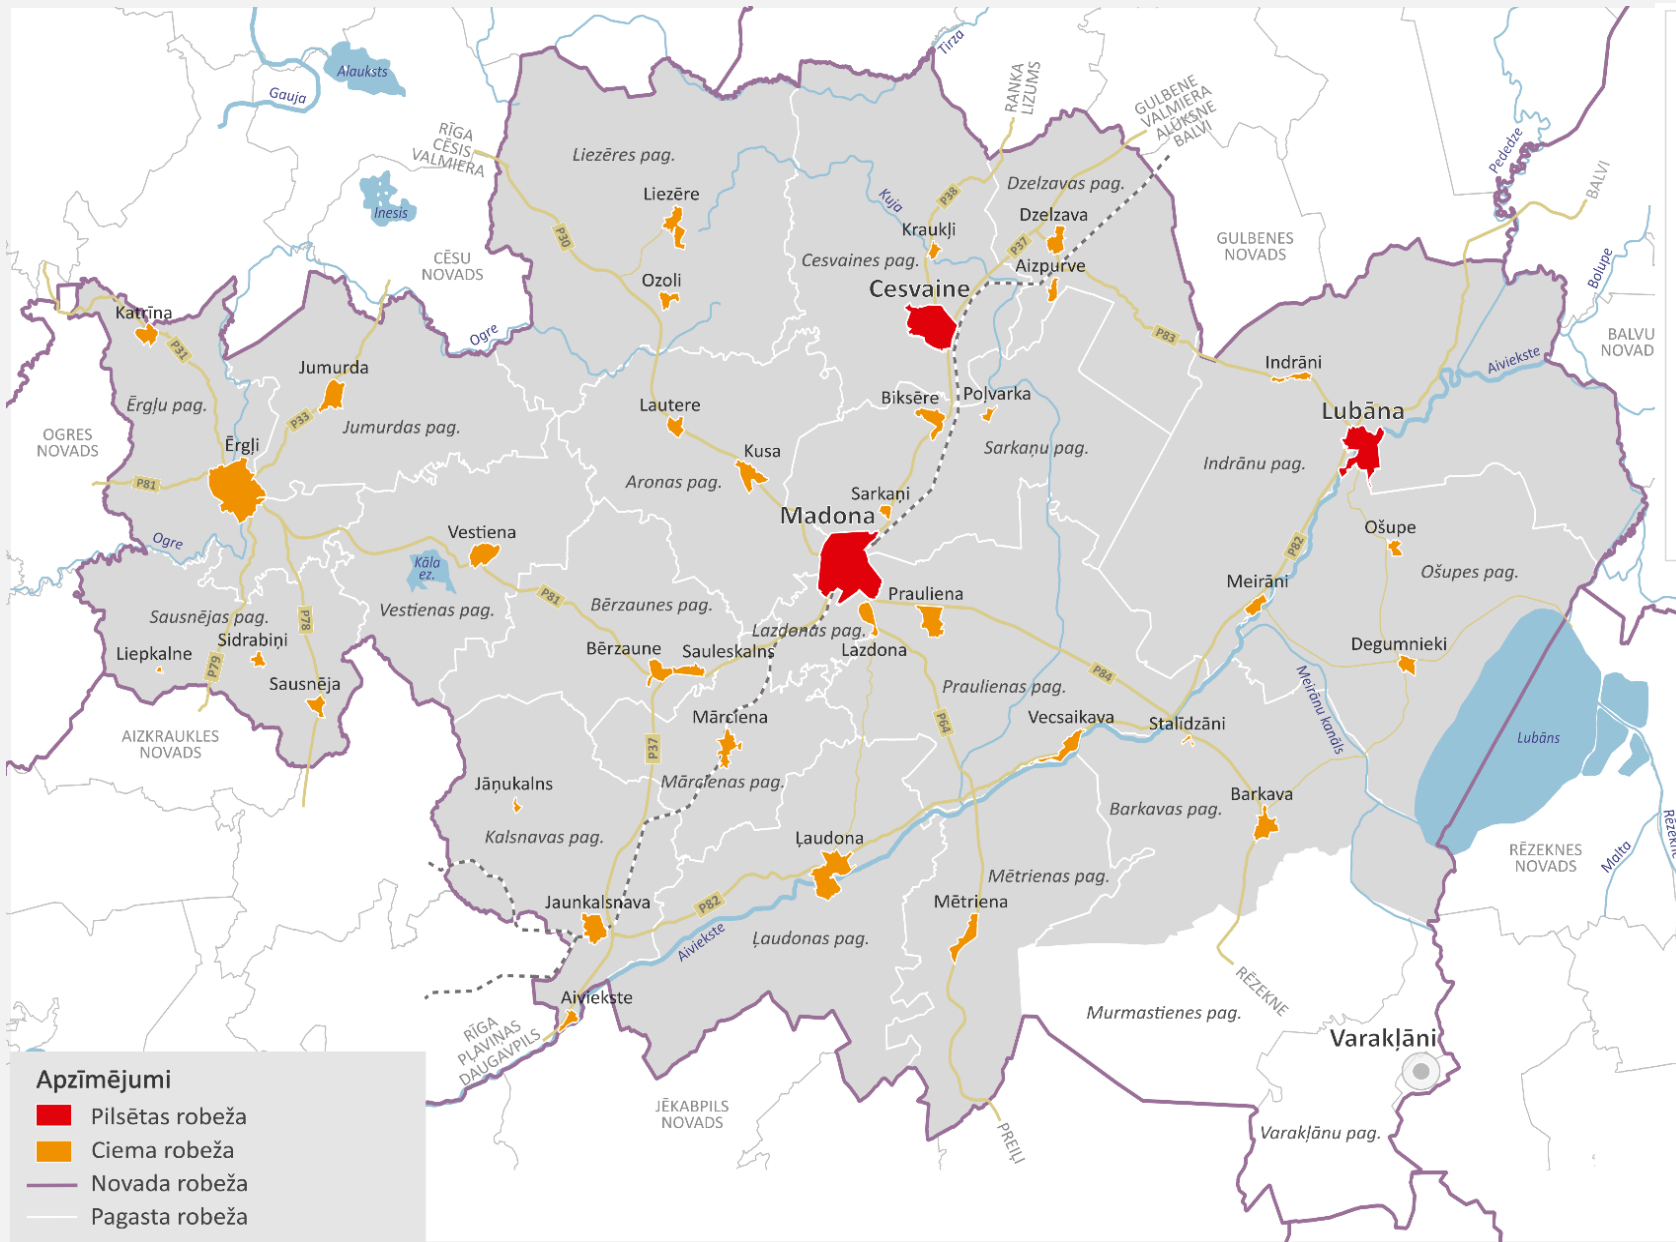 Tirza
Alauksts
Gauja
RANKA
LIZUMS
GULBENE
VALMIERA
ALŪKSNE
BALVI
RĪGA
CĒSIS
VALMIERA
Liezēres pag.
Pededze
BALVI
Dzelzavas pag.
Inesis
Liezēre
Kuja
P38
Kraukļi
Dzelzava
P30
P37
GULBENES
NOVADS
CĒSU
NOVADS
Cesvaines pag.
Aizpurve
Bolupe
Ozoli
Cesvaine
Katrīna
Ogre
P83
BALVU
NOVAD
P31
Jumurda
Indrāni
Aiviekste
Ērgļu pag.
Lautere
Biksēre
Poļvarka
Lubāna
P33
Jumurdas pag.
OGRES
NOVADS
Ērgļi
Kusa
Sarkaņu pag.
Indrānu pag.
P81
Aronas pag.
Sarkaņi
Madona
Vestiena
Ošupe
Ogre
P82
Kāla
ez.
Ošupes pag.
Meirāni
P81
Prauliena
Sausnējas pag.
Vestienas pag.
Bērzaunes pag.
P78
Lazdonas pag.
Sidrabiņi
Liepkalne
Bērzaune
Sauleskalns
Lazdona
Degumnieki
P79
P84
Sausnēja
Praulienas pag.
Meirānu kanāls
Mārciena
P64
Vecsaikava
Stalīdzāni
AIZKRAUKLES
NOVADS
P37
Lubāns
Jāņukalns
Mārcienas pag.
Barkava
Barkavas pag.
Kalsnavas pag.
Ļaudona
RĒZEKNES
NOVADS
Malta
Mētrienas pag.
Jaunkalsnava
P82
Mētriena
Aiviekste
Ļaudonas pag.
RĒZEKNE
Aiviekste
RĪGA
PLAVIŅAS
DAUGAVPILS
Murmastienes pag.
Varakļāni
JĒKABPILS
NOVADS
PREIĻI
Varakļānu pag.
Apzīmējumi
Pilsētas robeža
Ciema robeža
Novada robeža
Pagasta robeža